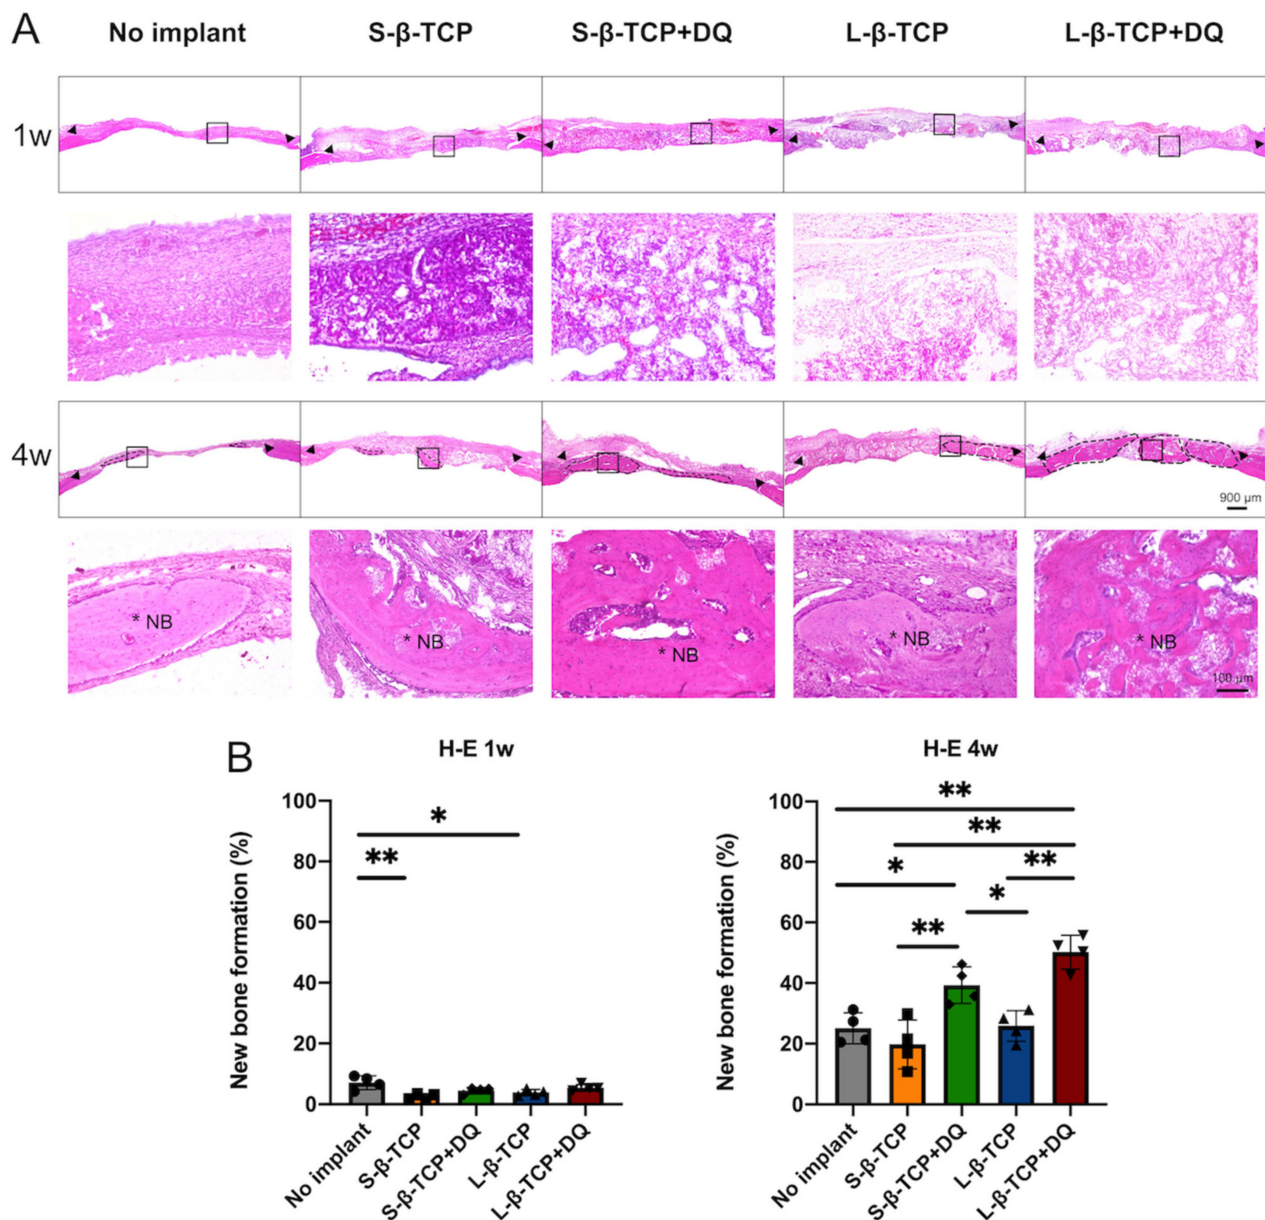 A
No implant S-β-TCP S-β-TCP+DQ L-β-TCP L-β-TCP+DQ
1w
4w
900 μm
* NB * NB * NB * NB * NB
100 μm
B
H-E 1w
New bone formation (%)
100
80
60
40
20
0
*
**
No implant
S-β-TCP
S-β-TCP+DQ
L-β-TCP
L-β-TCP+DQ
H-E 4w
New bone formation (%)
100
80
60
40
20
0
**
**
**
*
*
**
No implant
S-β-TCP
S-β-TCP+DQ
L-β-TCP
L-β-TCP+DQ